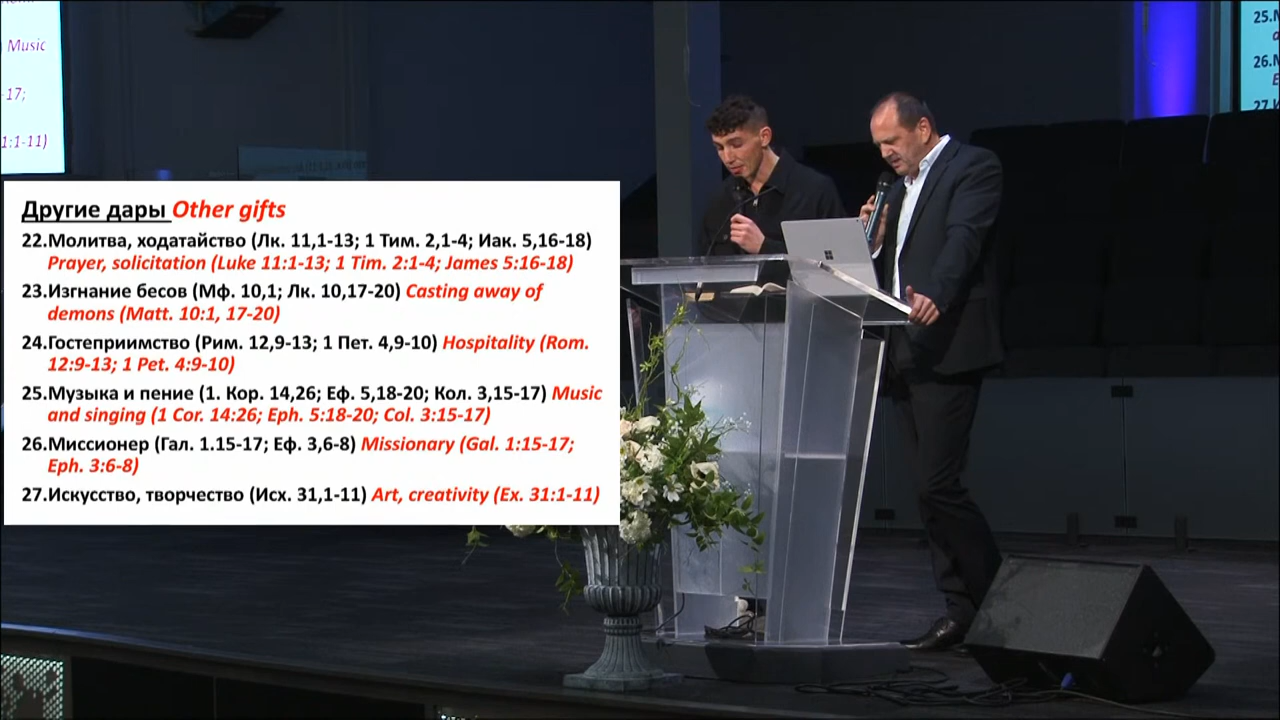 Music
-17;
1:1-11)
Другие дары Other gifts
22.Молитва, ходатайство (Лк. 11,1-13; 1 Тим. 2,1-4; Иак. 5,16-18)
Prayer, solicitation (Luke 11:1-13; 1 Tim. 2:1-4; James 5:16-18)
23.Изгнание бесов (Мф. 10,1; Лк. 10,17-20) Casting away of
demons (Matt. 10:1, 17-20)
24.Гостеприимство (Рим. 12,9-13; 1 Пет. 4,9-10) Hospitality (Rom.
12:9-13; 1 Pet. 4:9-10)
25.Музыка и пение (1. Кор. 14,26; Еф. 5,18-20; Кол. 3,15-17) Music
and singing (1 Cor. 14:26; Eph. 5:18-20; Col. 3:15-17)
26.Миссионер (Гал. 1.15-17; Еф. 3,6-8) Missionary (Gal. 1:15-17;
Eph. 3:6-8)
27.Искусство, творчество (Исх. 31,1-11) Art, creativity (Ex. 31:1-11)
25.
26.
27